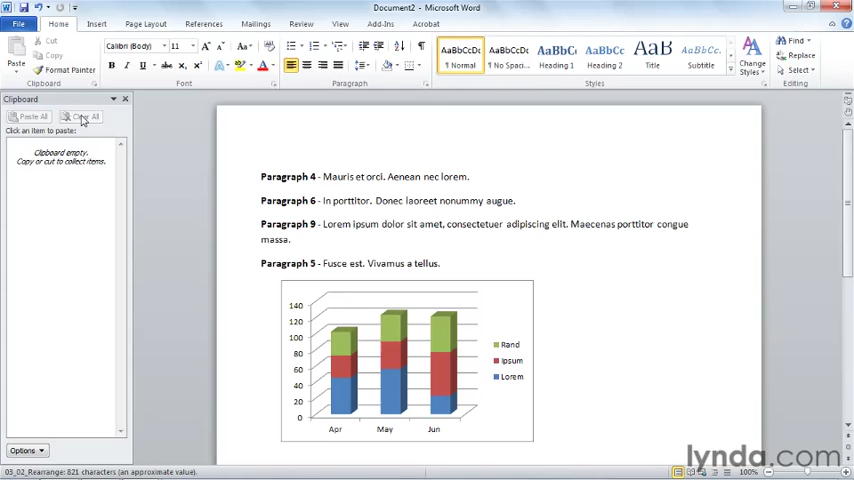 Document2 - Microsoft Word
File Home Insert Page Layout References Mailings Review View Add-Ins Acrobat
Cut
Copy
Format Painter
Paste
Clipboard
Calibri (Body) 11
Font
Paragraph
AaBbCcDc AaBbCcDc AaBbCc AaBbCc AaB AaBbCc.
¶ Normal ¶ No Spaci... Heading 1 Heading 2 Title Subtitle
Change
Styles
Styles
Find
Replace
Select
Editing
Clipboard
Paste All Clear All
Click an item to paste:
Clipboard empty.
Copy or cut to collect items.
Options
Paragraph 4 - Mauris et orci. Aenean nec lorem.
Paragraph 6 - In porttitor. Donec laoreet nonummy augue.
Paragraph 9 - Lorem ipsum dolor sit amet, consectetuer adipiscing elit. Maecenas porttitor congue
massa.
Paragraph 5 - Fusce est. Vivamus a tellus.
140
120
100
80
60
40
20
0
Apr May Jun
Rand
Ipsum
Lorem
lynda.com
03_02_Rearrange: 821 characters (an approximate value).
100%